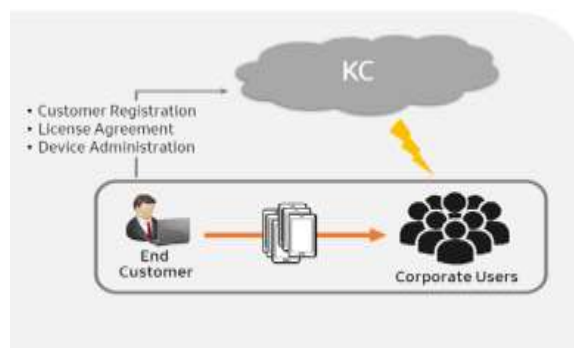 KC
• Customer Registration
• License Agreement
• Device Administration
End
Customer
Corporate Users